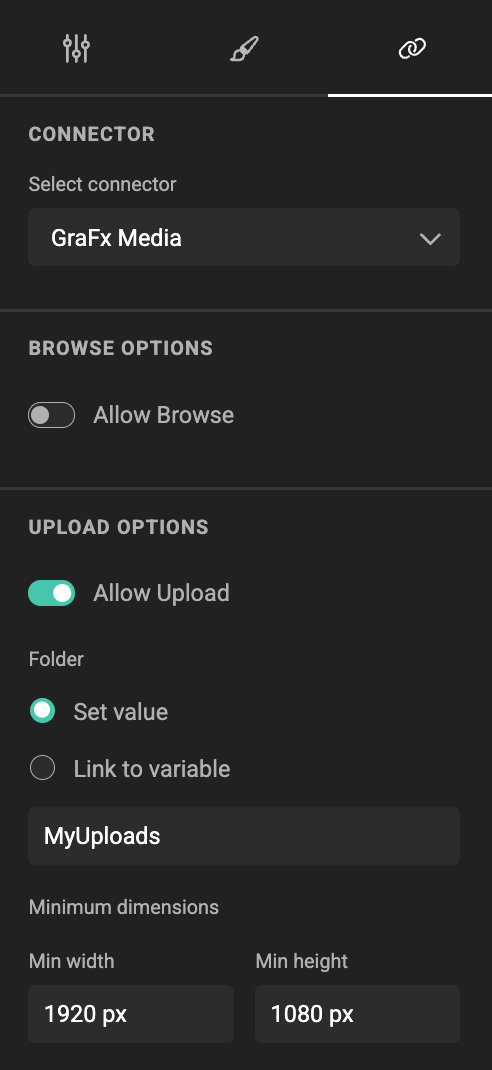 CONNECTOR
Select connector
GraFx Media
BROWSE OPTIONS
Allow Browse
UPLOAD OPTIONS
Allow Upload
Folder
Set value
Link to variable
MyUploads
Minimum dimensions
Min width Min height
1920 px 1080 px